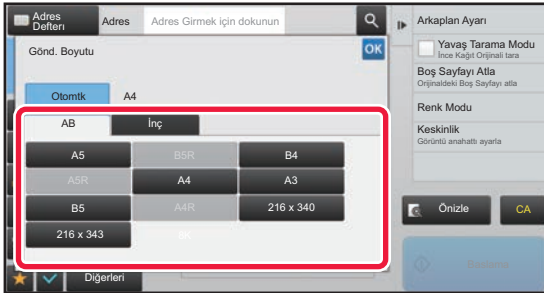 Adres
Defteri
Adres
Adres Girmek için dokunun
Gönd. Boyutu
OK
Otomtk
A4
AB
İnç
A5
B5R
B4
A5R
A4
A3
B5
A4R
216 x 340
216 x 343
8K
Diğerleri
Arkaplan Ayarı
Yavaş Tarama Modu
İnce Kağıt Orijinali tara
Boş Sayfayı Atla
Orijinaldeki Boş Sayfayı atla
Renk Modu
Keskinlik
Görüntü anahattı ayarla
Önizle
CA